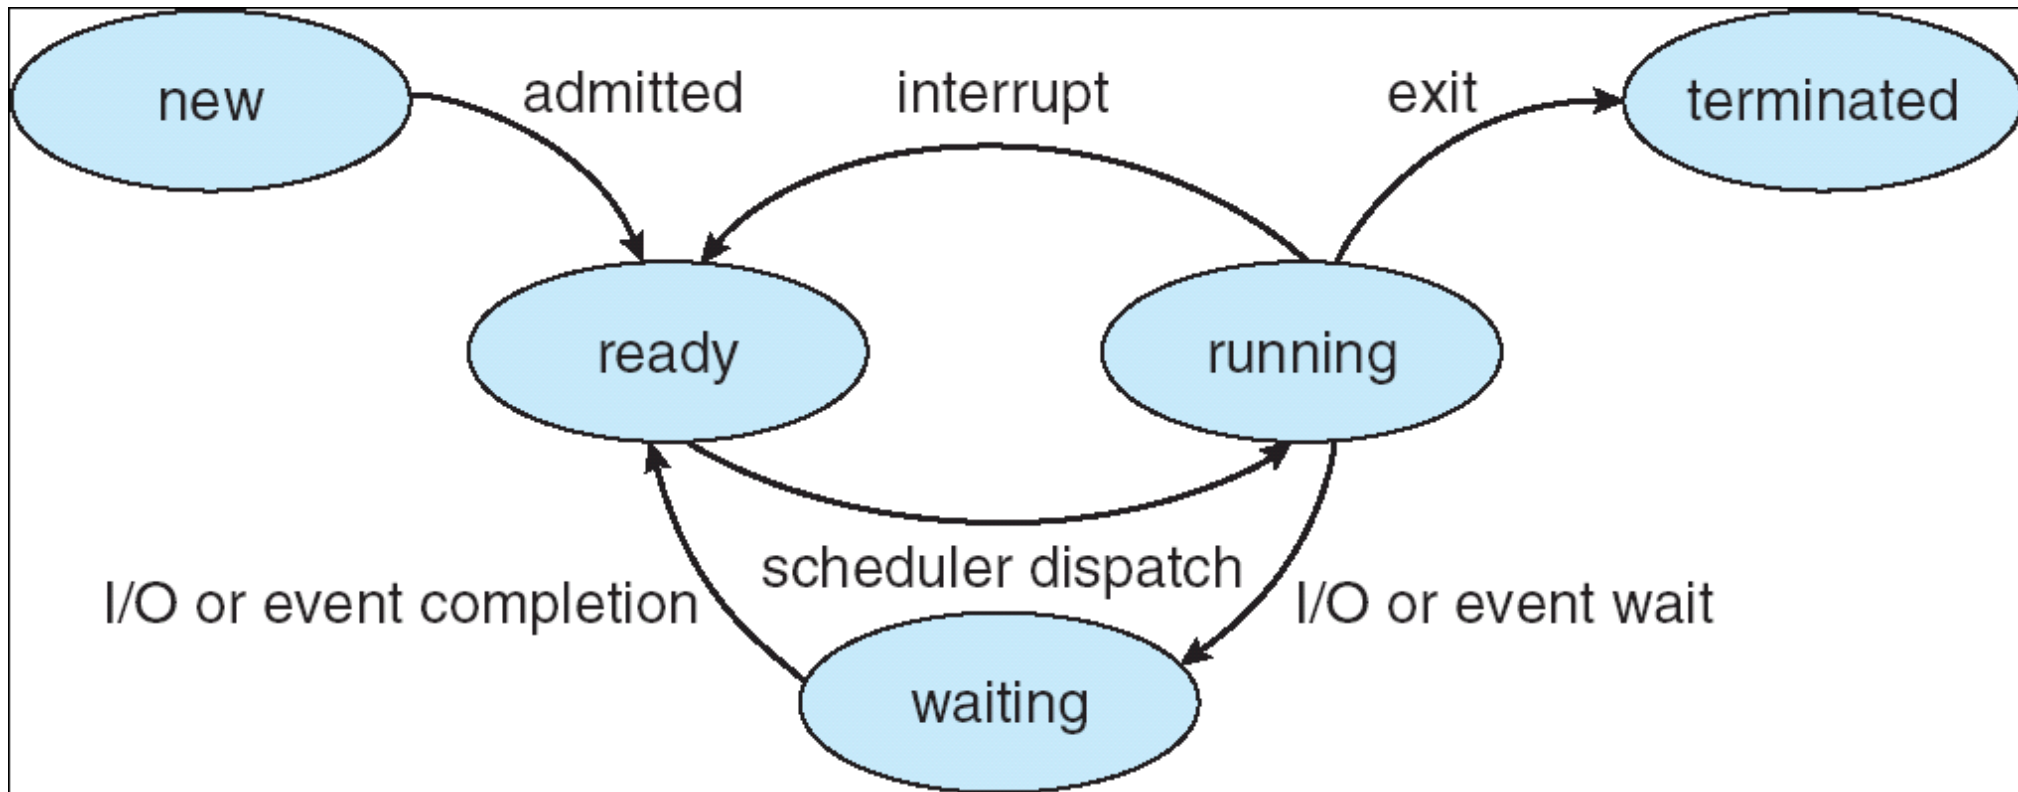 new
admitted
interrupt
exit
terminated
ready
running
scheduler dispatch
I/O or event completion
I/O or event wait
waiting